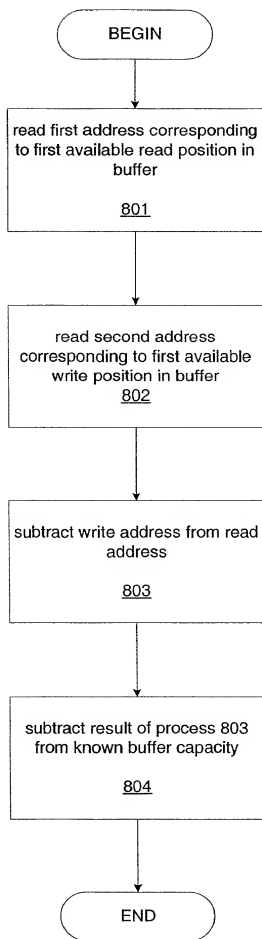 BEGIN
read first address corresponding
to first available read position in
buffer
801
read second address
corresponding to first available
write position in buffer
802
subtract write address from read
address
803
subtract result of process 803
from known buffer capacity
804
END